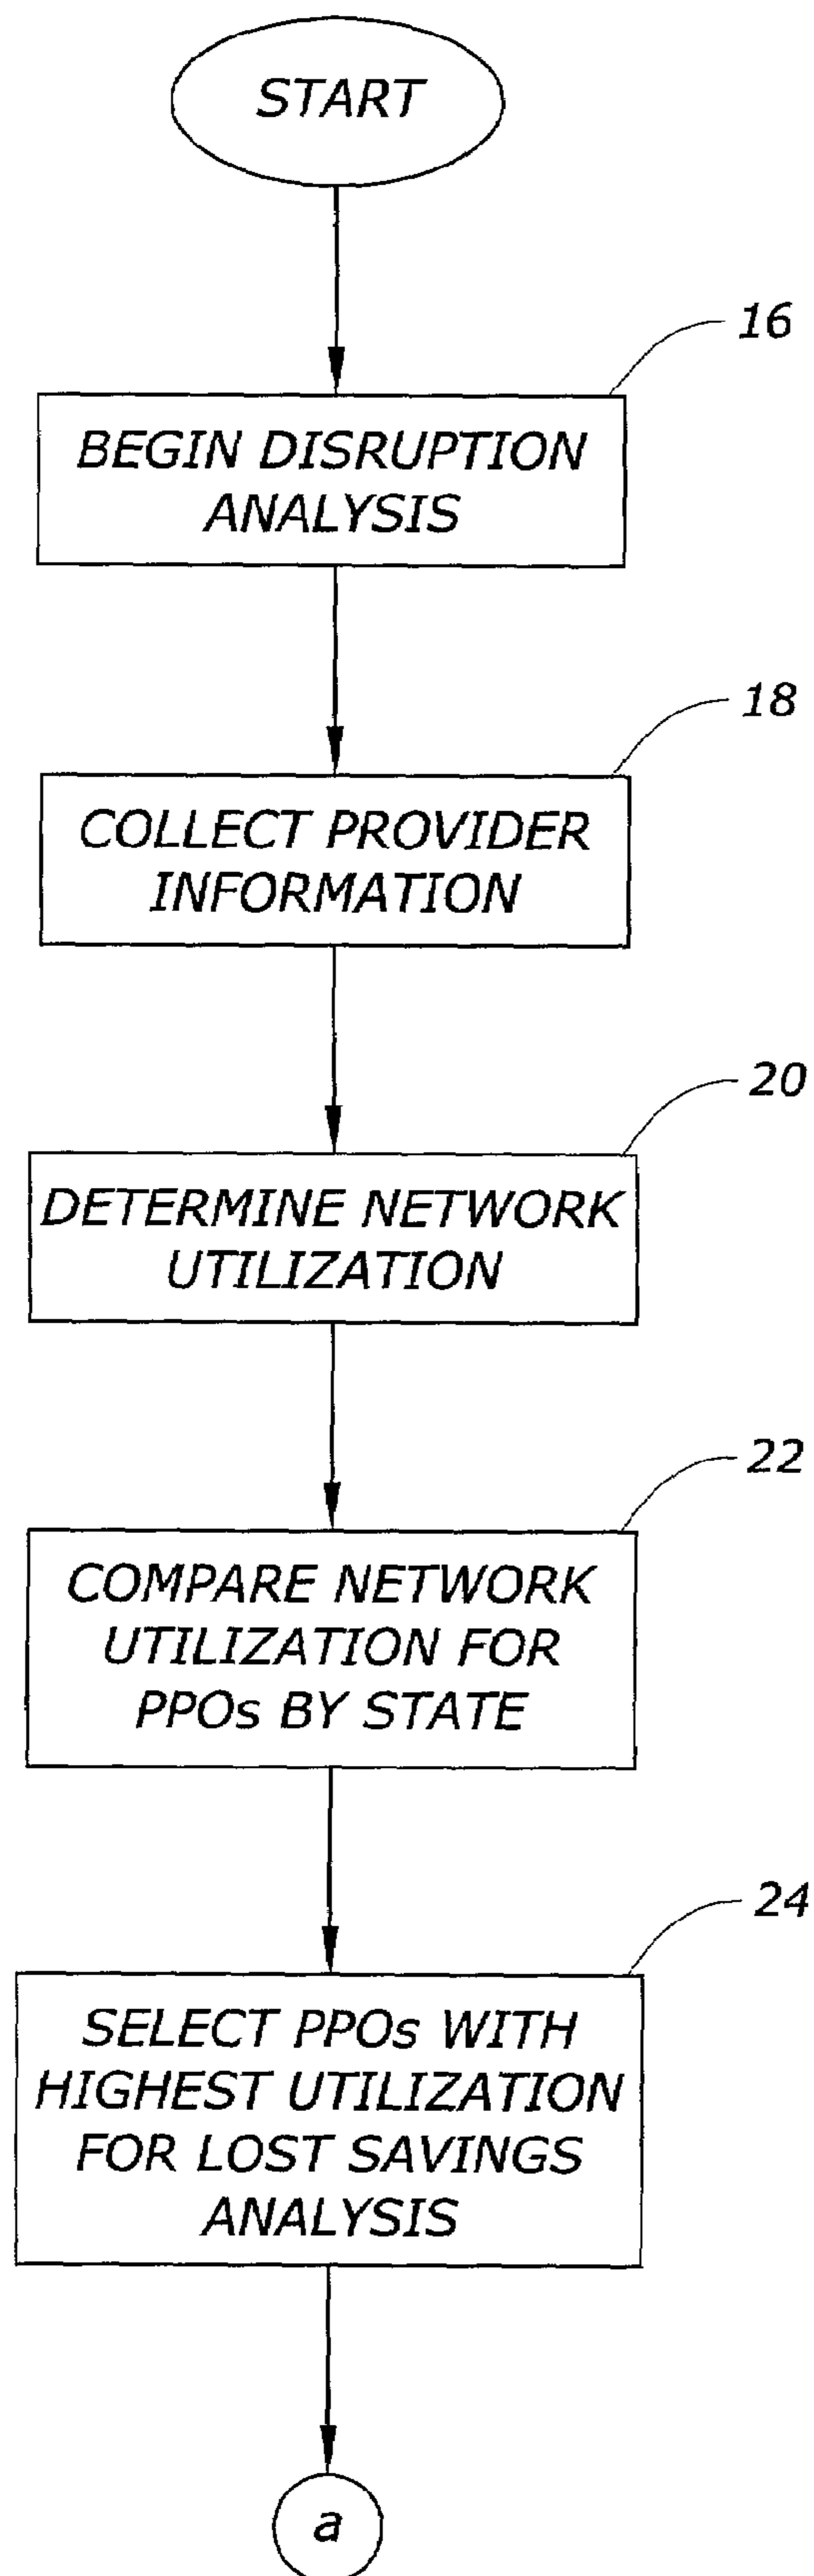 START
16
BEGIN DISRUPTION
ANALYSIS
18
COLLECT PROVIDER
INFORMATION
20
DETERMINE NETWORK
UTILIZATION
22
COMPARE NETWORK
UTILIZATION FOR
PPOs BY STATE
24
SELECT PPOs WITH
HIGHEST UTILIZATION
FOR LOST SAVINGS
ANALYSIS
a